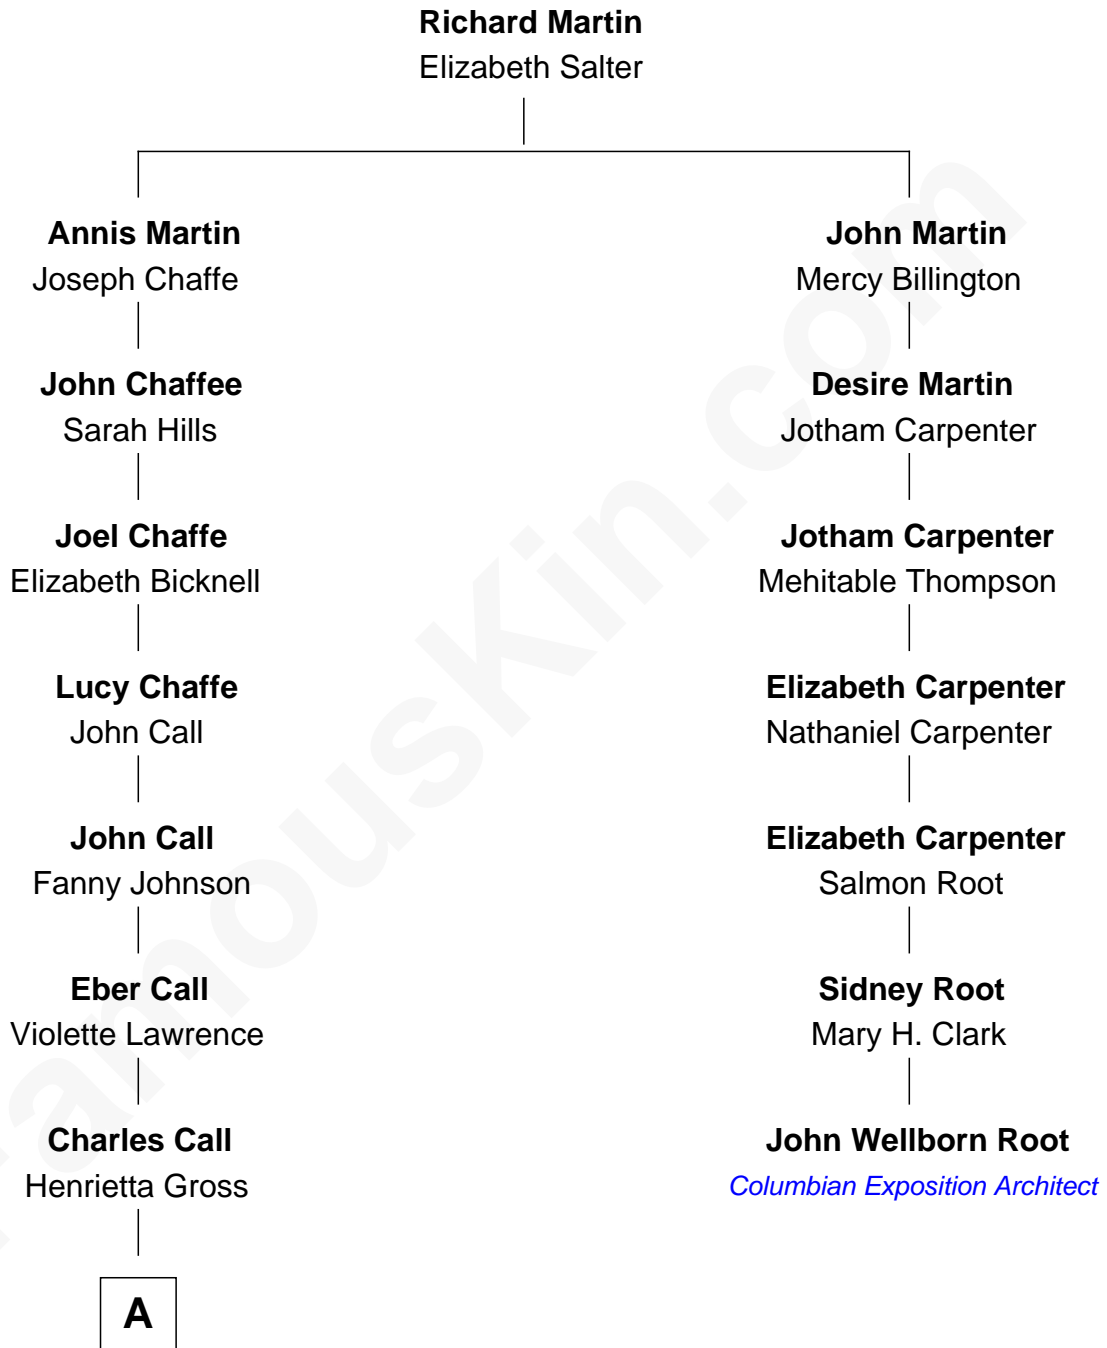 Richard Martin
Elizabeth Salter
Annis Martin
Joseph Chaffe
John Martin
Mercy Billington
John Chaffee
Sarah Hills
Desire Martin
Jotham Carpenter
Joel Chaffe
Elizabeth Bicknell
Jotham Carpenter
Mehitable Thompson
Lucy Chaffe
John Call
Elizabeth Carpenter
Nathaniel Carpenter
John Call
Fanny Johnson
Elizabeth Carpenter
Salmon Root
Eber Call
Violette Lawrence
Sidney Root
Mary H. Clark
Charles Call
Henrietta Gross
John Wellborn Root
Columbian Exposition Architect
A
FamousKin.com